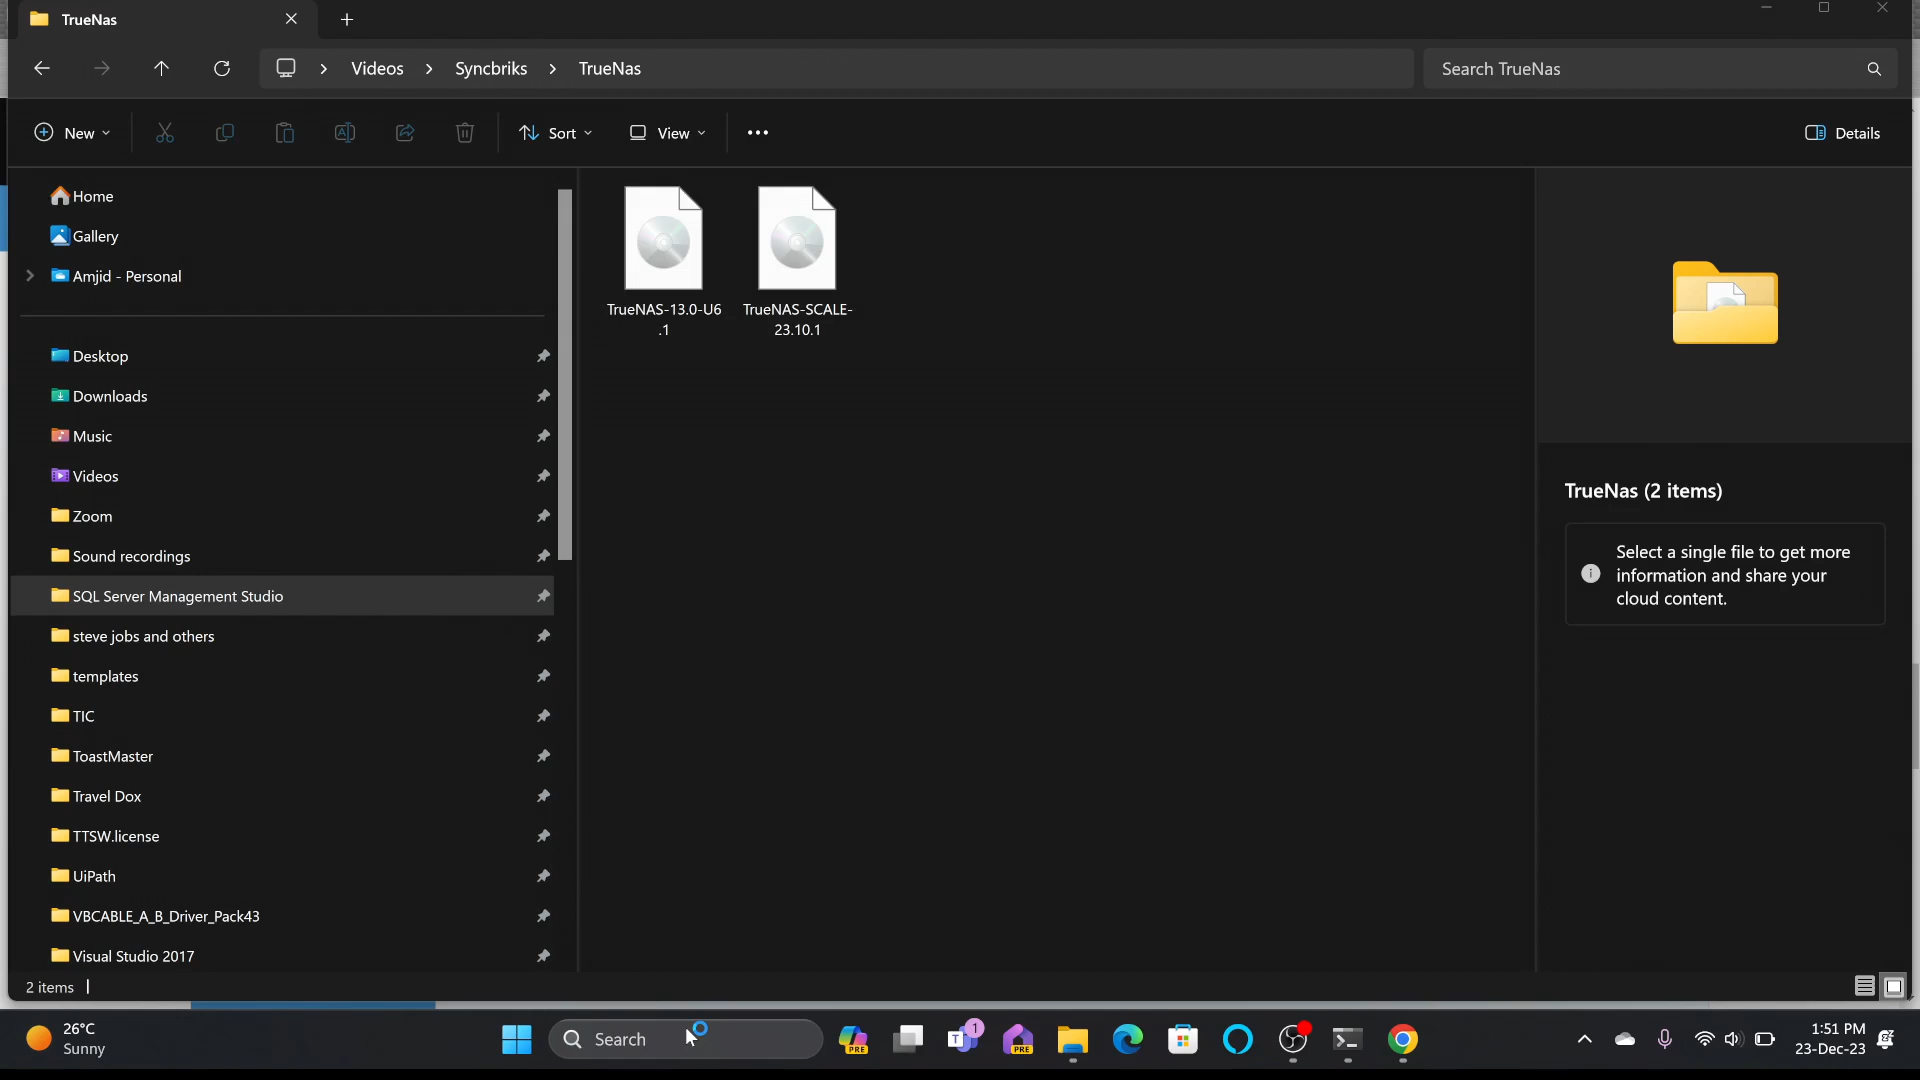 TrueNas
Videos
Syncbriks
TrueNas
Search TrueNas
New
Sort
View
Details
Home
Gallery
Amjid - Personal
Desktop
Downloads
Music
Videos
Zoom
Sound recordings
SQL Server Management Studio
steve jobs and others
templates
TIC
ToastMaster
Travel Dox
TTSW.license
UiPath
VBCABLE_A_B_Driver_Pack43
Visual Studio 2017
TrueNAS-13.0-U6
.1
TrueNAS-SCALE-
23.10.1
TrueNas (2 items)
Select a single file to get more
information and share your
cloud content.
2 items
26°C
Sunny
Search
PRE
1
T
PRE
1:51 PM
23-Dec-23